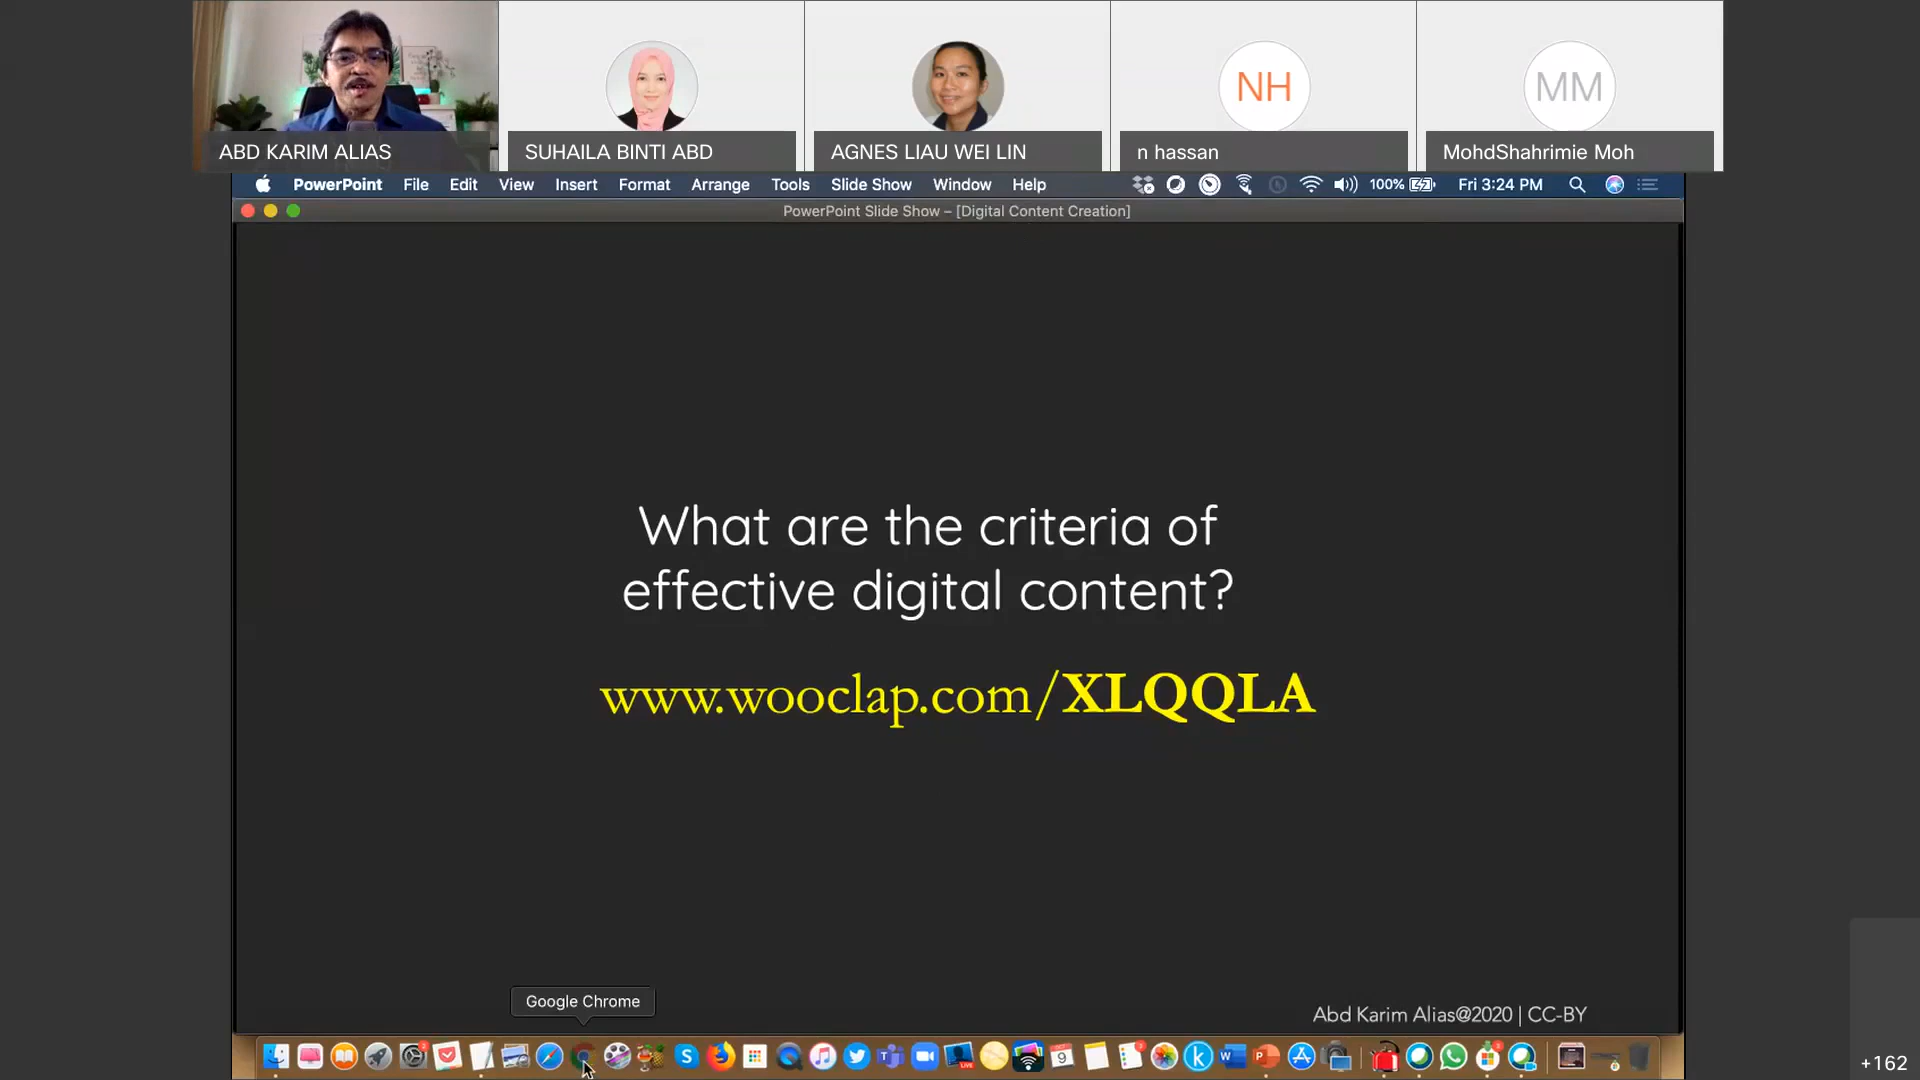 ABD KARIM ALIAS
SUHAILA BINTI ABD
AGNES LIAU WEI LIN
NH
n hassan
MM
MohdShahrimie Moh
PowerPoint File Edit View Insert Format Arrange Tools Slide Show Window Help 100% Fri 3:24 PM
PowerPoint Slide Show – [Digital Content Creation]
What are the criteria of
effective digital content?
www.wooclap.com/XLQQLA
Google Chrome
Abd Karim Alias@2020 | CC-BY
+162